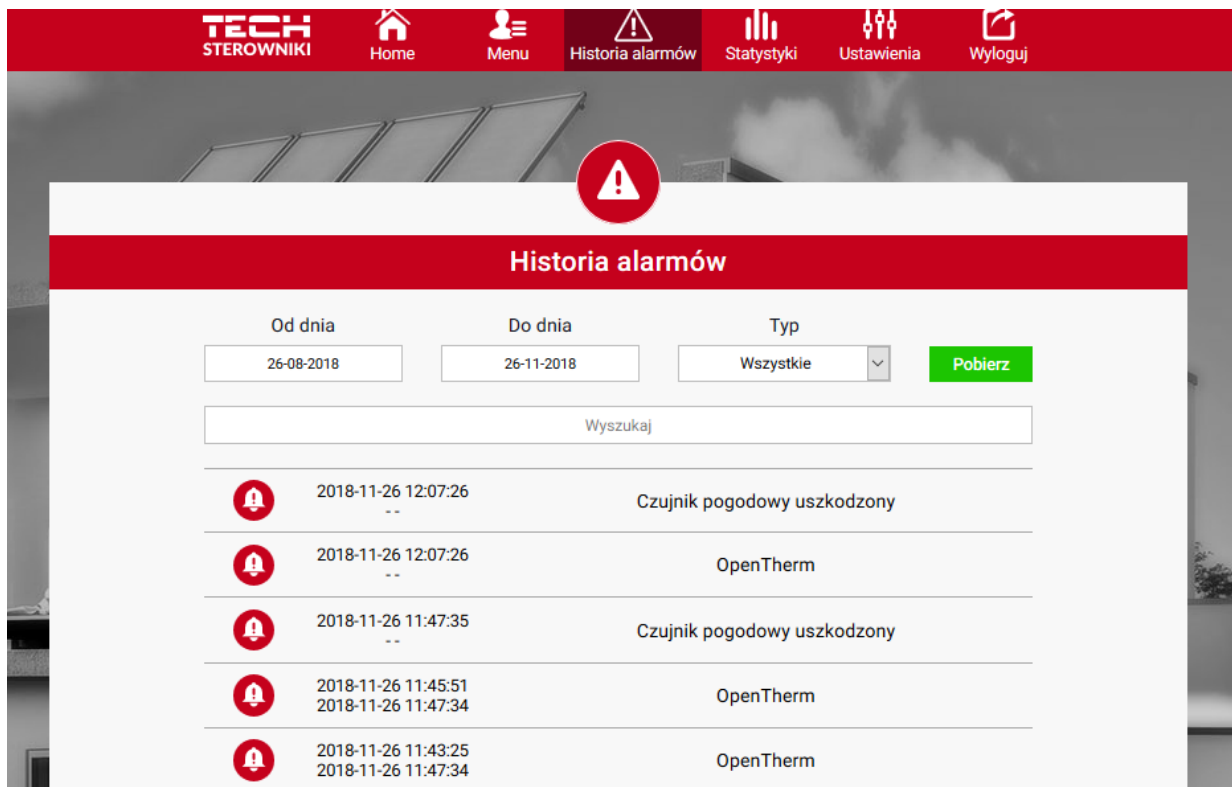 TECH
STEROWNIKI
Home
Menu
Historia alarmów
Statystyki
Ustawienia
Wyloguj
Historia alarmów
Od dnia
Do dnia
Typ
26-08-2018
26-11-2018
Wszystkie
Pobierz
Wyszukaj
2018-11-26 12:07:26
- -
Czujnik pogodowy uszkodzony
2018-11-26 12:07:26
- -
OpenTherm
2018-11-26 11:47:35
- -
Czujnik pogodowy uszkodzony
2018-11-26 11:45:51
2018-11-26 11:47:34
OpenTherm
2018-11-26 11:43:25
2018-11-26 11:47:34
OpenTherm